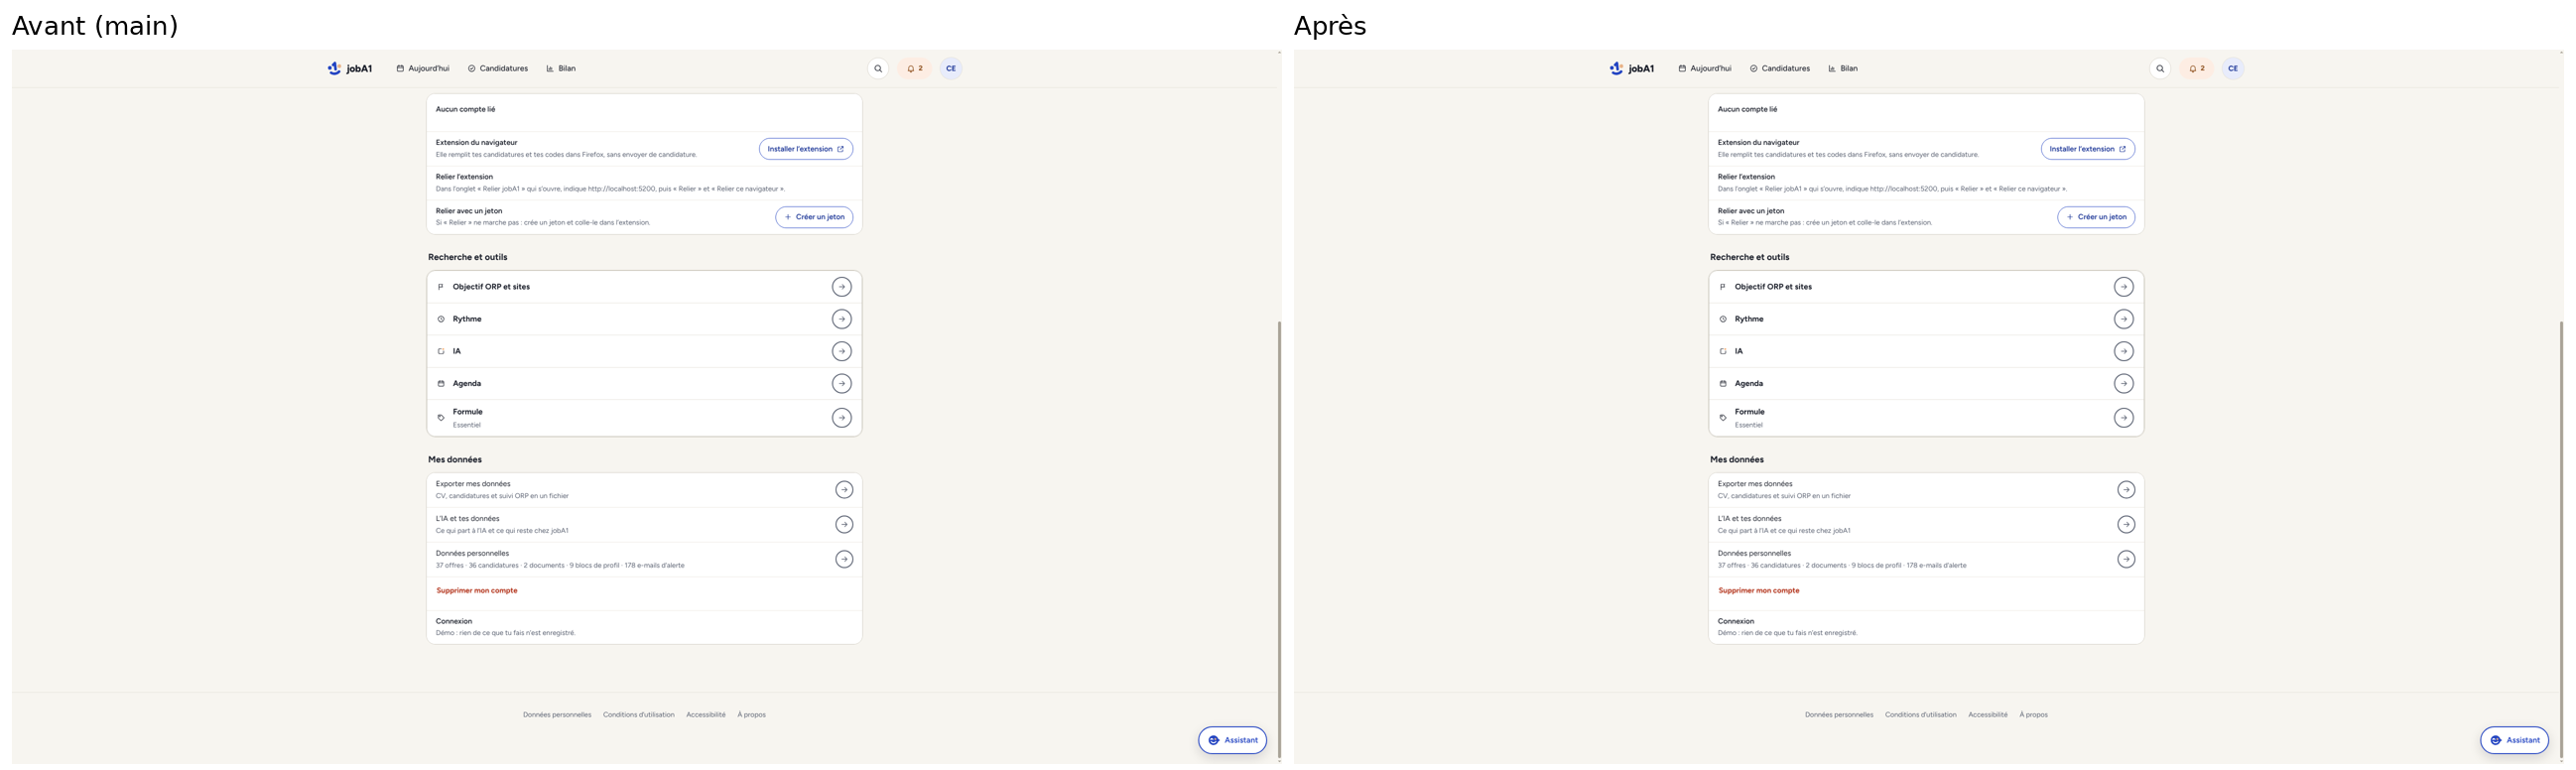 Avant (main)
jobA1 Aujourd'hui Candidatures Bilan 2 CE
Aucun compte lié
Extension du navigateur
Elle remplit tes candidatures et tes codes dans Firefox, sans envoyer de candidature.
Installer l'extension
Relier l'extension
Dans l'onglet « Relier jobA1 » qui s'ouvre, indique http://localhost:5200, puis « Relier » et « Relier ce navigateur ».
Relier avec un jeton
Si « Relier » ne marche pas : crée un jeton et colle-le dans l'extension.
Créer un jeton
Recherche et outils
Objectif ORP et sites
Rythme
IA
Agenda
Formule
Essentiel
Mes données
Exporter mes données
CV, candidatures et suivi ORP en un fichier
L'IA et tes données
Ce qui part à l'IA et ce qui reste chez jobA1
Données personnelles
37 offres · 36 candidatures · 2 documents · 9 blocs de profil · 178 e-mails d'alerte
Supprimer mon compte
Connexion
Démo : rien de ce que tu fais n'est enregistré.
Données personnelles Conditions d'utilisation Accessibilité À propos
Assistant
Après
jobA1 Aujourd'hui Candidatures Bilan 2 CE
Aucun compte lié
Extension du navigateur
Elle remplit tes candidatures et tes codes dans Firefox, sans envoyer de candidature.
Installer l'extension
Relier l'extension
Dans l'onglet « Relier jobA1 » qui s'ouvre, indique http://localhost:5200, puis « Relier » et « Relier ce navigateur ».
Relier avec un jeton
Si « Relier » ne marche pas : crée un jeton et colle-le dans l'extension.
Créer un jeton
Recherche et outils
Objectif ORP et sites
Rythme
IA
Agenda
Formule
Essentiel
Mes données
Exporter mes données
CV, candidatures et suivi ORP en un fichier
L'IA et tes données
Ce qui part à l'IA et ce qui reste chez jobA1
Données personnelles
37 offres · 36 candidatures · 2 documents · 9 blocs de profil · 178 e-mails d'alerte
Supprimer mon compte
Connexion
Démo : rien de ce que tu fais n'est enregistré.
Données personnelles Conditions d'utilisation Accessibilité À propos
Assistant